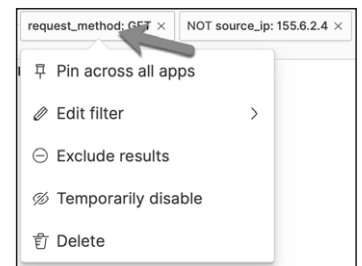 request_method: GET × NOT source_ip: 155.6.2.4 ×
Pin across all apps
Edit filter
Exclude results
Temporarily disable
Delete